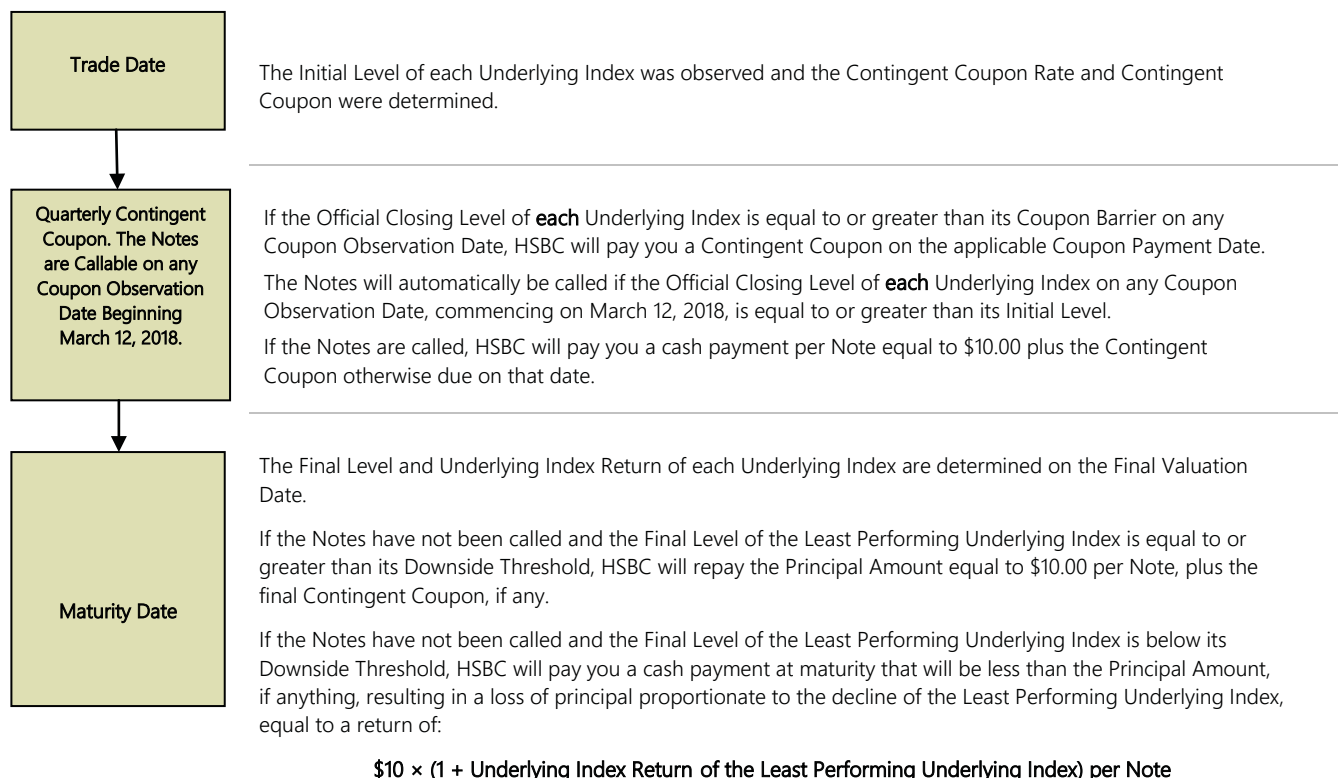 Trade Date
The Initial Level of each Underlying Index was observed and the Contingent Coupon Rate and Contingent
Coupon were determined.
Quarterly Contingent
Coupon. The Notes
are Callable on any
Coupon Observation
Date Beginning
March 12, 2018.
If the Official Closing Level of each Underlying Index is equal to or greater than its Coupon Barrier on any
Coupon Observation Date, HSBC will pay you a Contingent Coupon on the applicable Coupon Payment Date.
The Notes will automatically be called if the Official Closing Level of each Underlying Index on any Coupon
Observation Date, commencing on March 12, 2018, is equal to or greater than its Initial Level.
If the Notes are called, HSBC will pay you a cash payment per Note equal to $10.00 plus the Contingent
Coupon otherwise due on that date.
Maturity Date
The Final Level and Underlying Index Return of each Underlying Index are determined on the Final Valuation
Date.
If the Notes have not been called and the Final Level of the Least Performing Underlying Index is equal to or
greater than its Downside Threshold, HSBC will repay the Principal Amount equal to $10.00 per Note, plus the
final Contingent Coupon, if any.
If the Notes have not been called and the Final Level of the Least Performing Underlying Index is below its
Downside Threshold, HSBC will pay you a cash payment at maturity that will be less than the Principal Amount,
if anything, resulting in a loss of principal proportionate to the decline of the Least Performing Underlying Index,
equal to a return of:
$10 × (1 + Underlying Index Return of the Least Performing Underlying Index) per Note